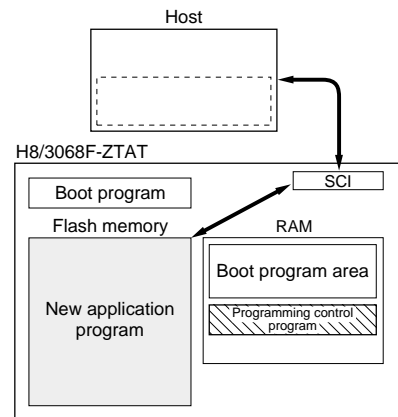 Host
H8/3068F-ZTAT
SCI
Boot program
Flash memory
RAM
Boot program area
New application
program
Programming control
program